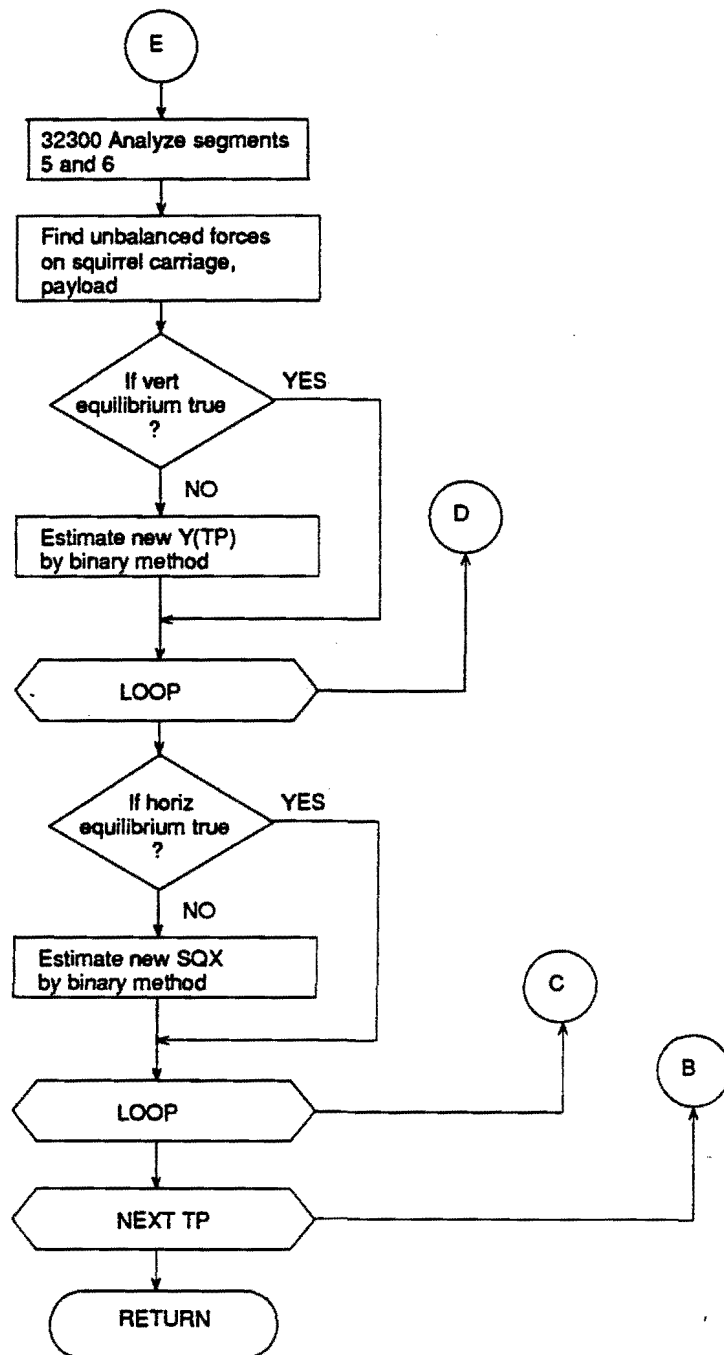 E
32300 Analyze segments
5 and 6
Find unbalanced forces
on squirrel carriage,
payload
If vert
equilibrium true
?
YES
NO
D
Estimate new Y(TP)
by binary method
LOOP
If horiz
equilibrium true
?
YES
NO
Estimate new SQX
by binary method
C
B
LOOP
NEXT TP
RETURN